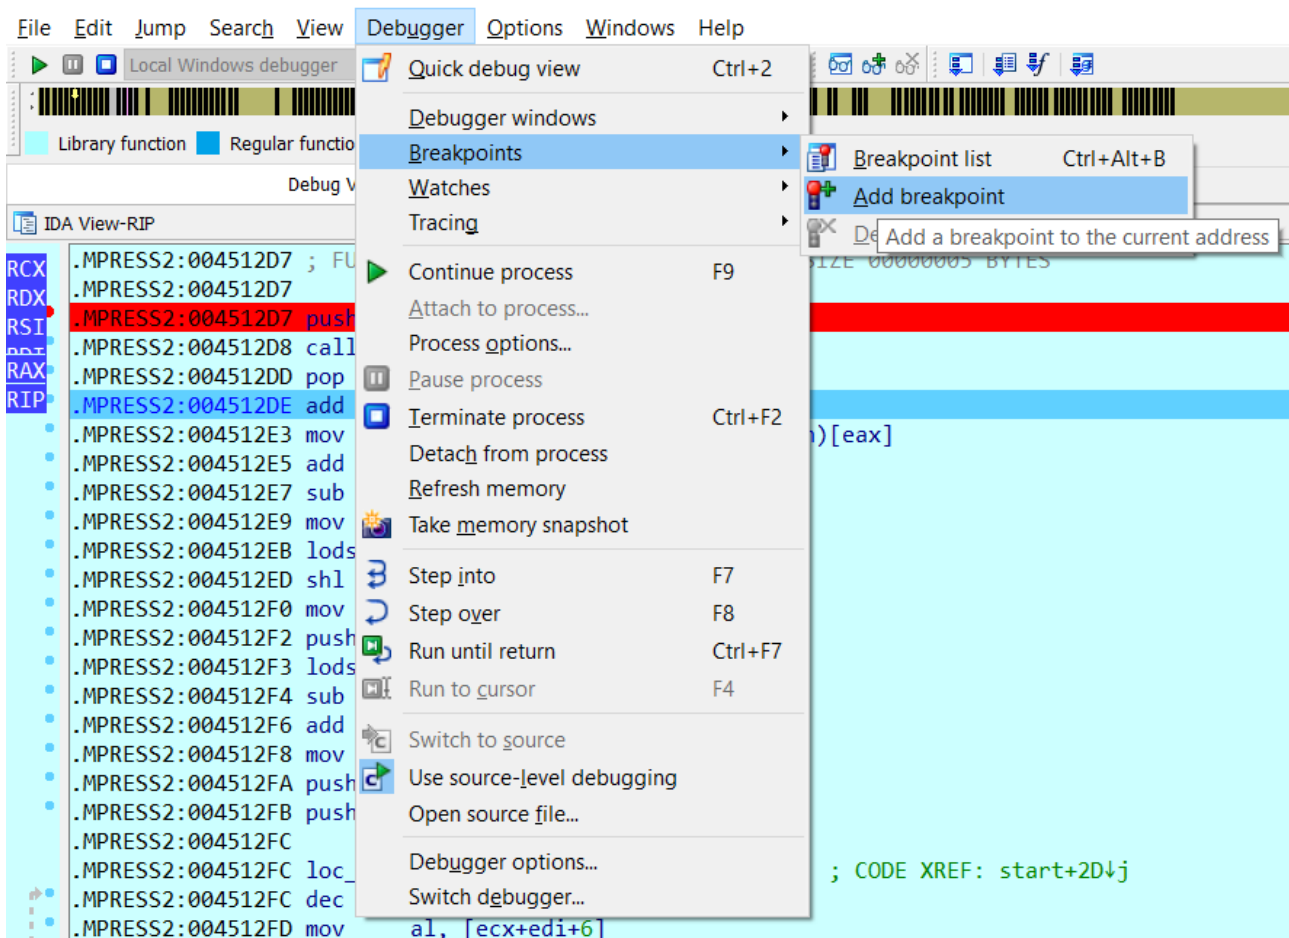 File Edit Jump Search View Debugger Options Windows Help
Local Windows debugger
Quick debug view Ctrl+2
Debugger windows
Library function Regular functio
Breakpoints
Breakpoint list Ctrl+Alt+B
Debug V
Watches
Add breakpoint
IDA View-RIP
Tracing
De
Add a breakpoint to the current address
RCX
RDX
RSI
RAX
RIP
.MPRESS2:004512D7 ; FU
IZE 00000005 BYTES
.MPRESS2:004512D7
.MPRESS2:004512D7 push
.MPRESS2:004512D8 call
.MPRESS2:004512DD pop
.MPRESS2:004512DE add
.MPRESS2:004512E3 mov
)[eax]
.MPRESS2:004512E5 add
.MPRESS2:004512E7 sub
.MPRESS2:004512E9 mov
.MPRESS2:004512EB lods
.MPRESS2:004512ED shl
.MPRESS2:004512F0 mov
.MPRESS2:004512F2 push
.MPRESS2:004512F3 lods
.MPRESS2:004512F4 sub
.MPRESS2:004512F6 add
.MPRESS2:004512F8 mov
.MPRESS2:004512FA push
.MPRESS2:004512FB push
.MPRESS2:004512FC
.MPRESS2:004512FC loc_
; CODE XREF: start+2D↓j
.MPRESS2:004512FC dec
.MPRESS2:004512FD mov al, [ecx+edi+6]
Continue process F9
Attach to process...
Process options...
Pause process
Terminate process Ctrl+F2
Detach from process
Refresh memory
Take memory snapshot
Step into F7
Step over F8
Run until return Ctrl+F7
Run to cursor F4
Switch to source
Use source-level debugging
Open source file...
Debugger options...
Switch debugger...